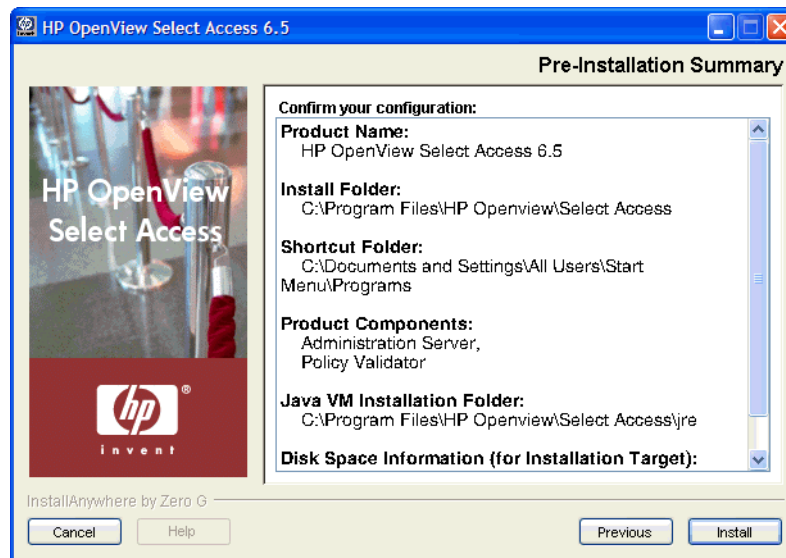 HP OpenView Select Access 6.5
Pre-Installation Summary
HP OpenView
Select Access
hp
®
invent
Confirm your configuration:
Product Name:
HP OpenView Select Access 6.5
Install Folder:
C:\Program Files\HP Openview\Select Access
Shortcut Folder:
C:\Documents and Settings\All Users\Start
Menu\Programs
Product Components:
Administration Server,
Policy Validator
Java VM Installation Folder:
C:\Program Files\HP Openview\Select Access\jre
Disk Space Information (for Installation Target):
InstallAnywhere by Zero G
Cancel
Help
Previous
Install